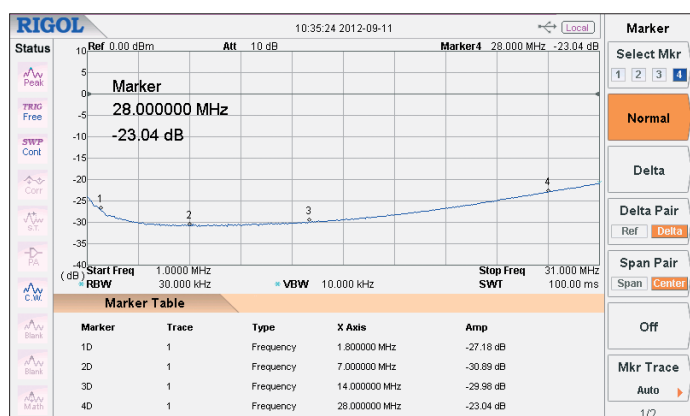 RIGOL
10:35:24 2012-09-11
Local
Marker
Status
Ref 0.00 dBm
Att 10 dB
Marker4 28.000 MHz -23.04 dB
Select Mkr
1 2 3 4
Normal
Delta
Delta Pair
Ref Delta
Span Pair
Span Center
Off
Mkr Trace
Auto
1/2
Peak
TRIG
Free
SWP
Cont
Corr
S.T.
PA
C.W.
Blank
Blank
Math
10
5
0
-5
-10
-15
-20
-25
-30
-35
-40
(dB)
Marker
28.000000 MHz
-23.04 dB
1
2
3
4
Start Freq 1.0000 MHz
Stop Freq 31.000 MHz
* RBW 30.000 kHz
* VBW 10.000 kHz
SWT 100.00 ms
Marker Table
Marker Trace Type X Axis Amp
1D 1 Frequency 1.800000 MHz -27.18 dB
2D 1 Frequency 7.000000 MHz -30.89 dB
3D 1 Frequency 14.000000 MHz -29.98 dB
4D 1 Frequency 28.000000 MHz -23.04 dB